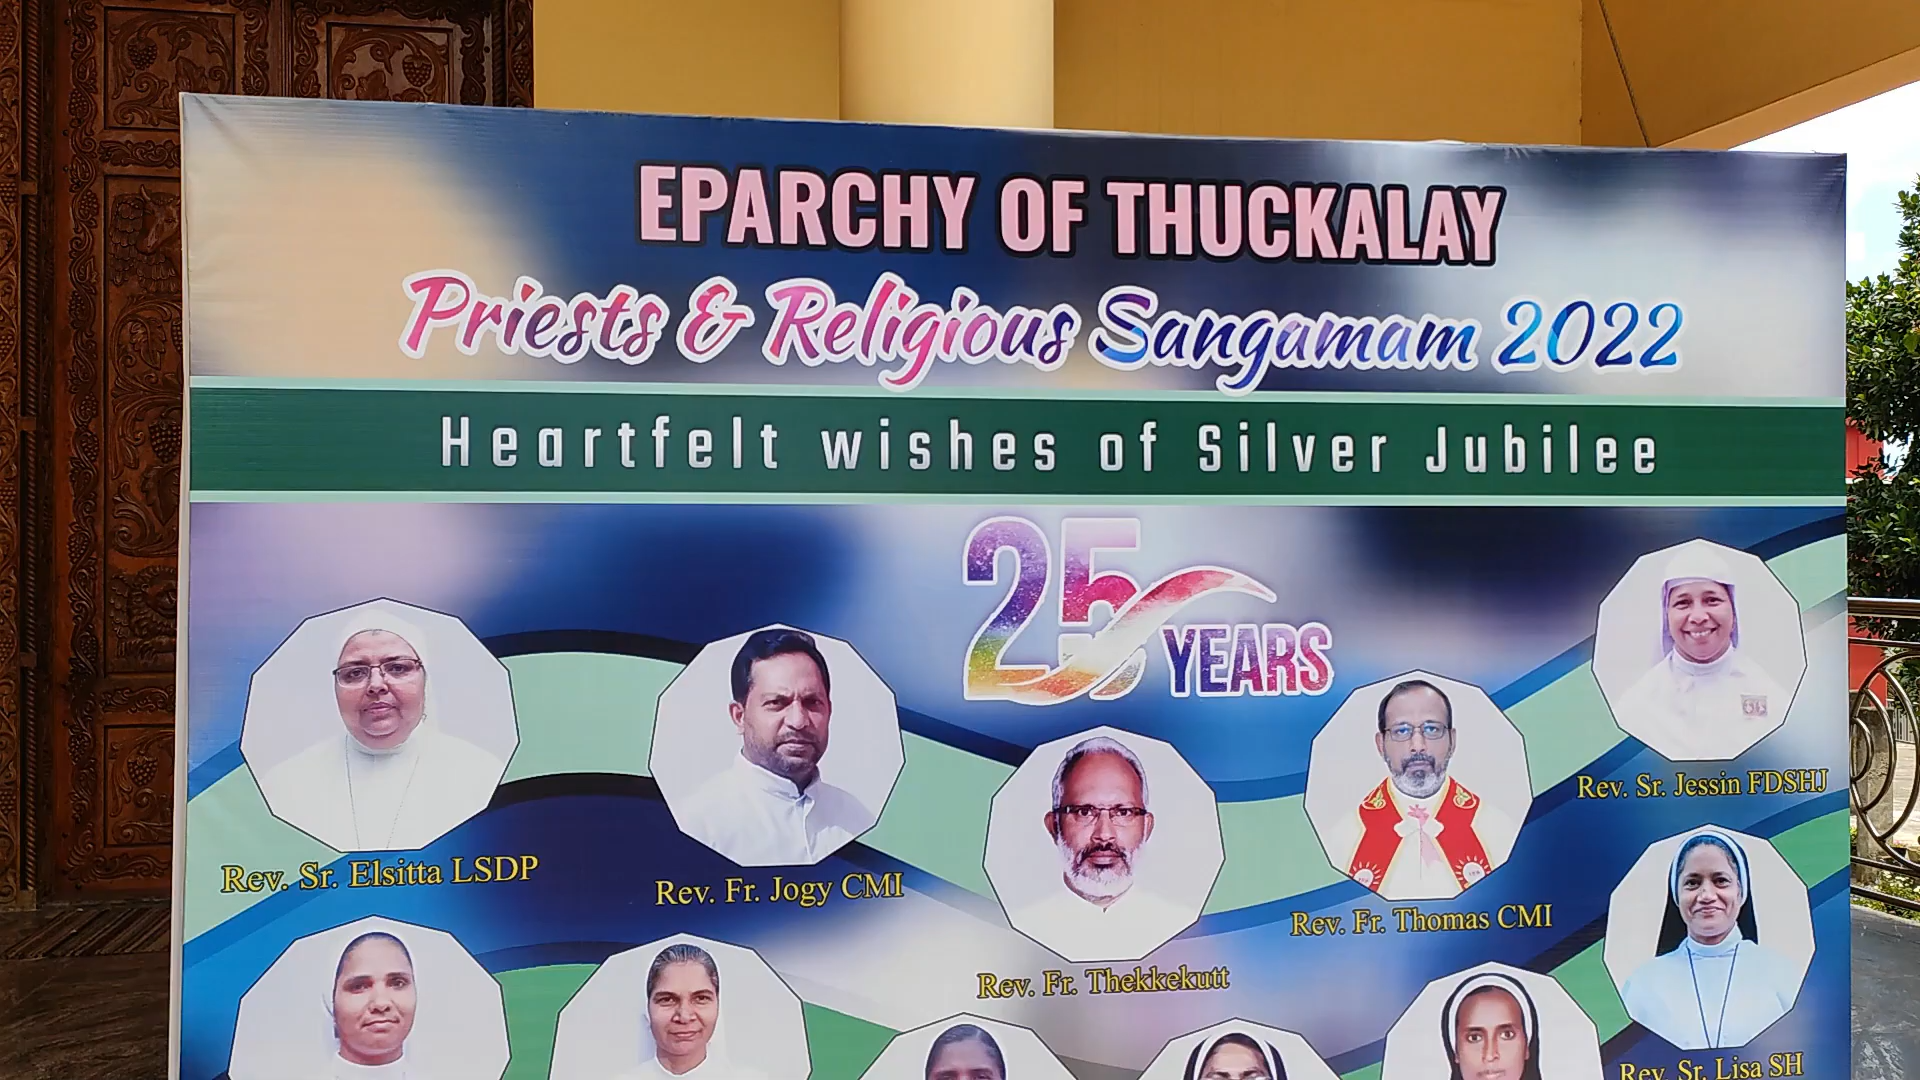 EPARCHY OF THUCKALAY
Priests & Religious Sangamam 2022
Heartfelt wishes of Silver Jubilee
25 YEARS
Rev. Sr. Jessin FDSHJ
Rev. Sr. Elsitta LSDP
Rev. Fr. Jogy CMI
Rev. Fr. Thomas CMI
Rev. Fr. Thekkekutt
Rev. Sr. Lisa SH